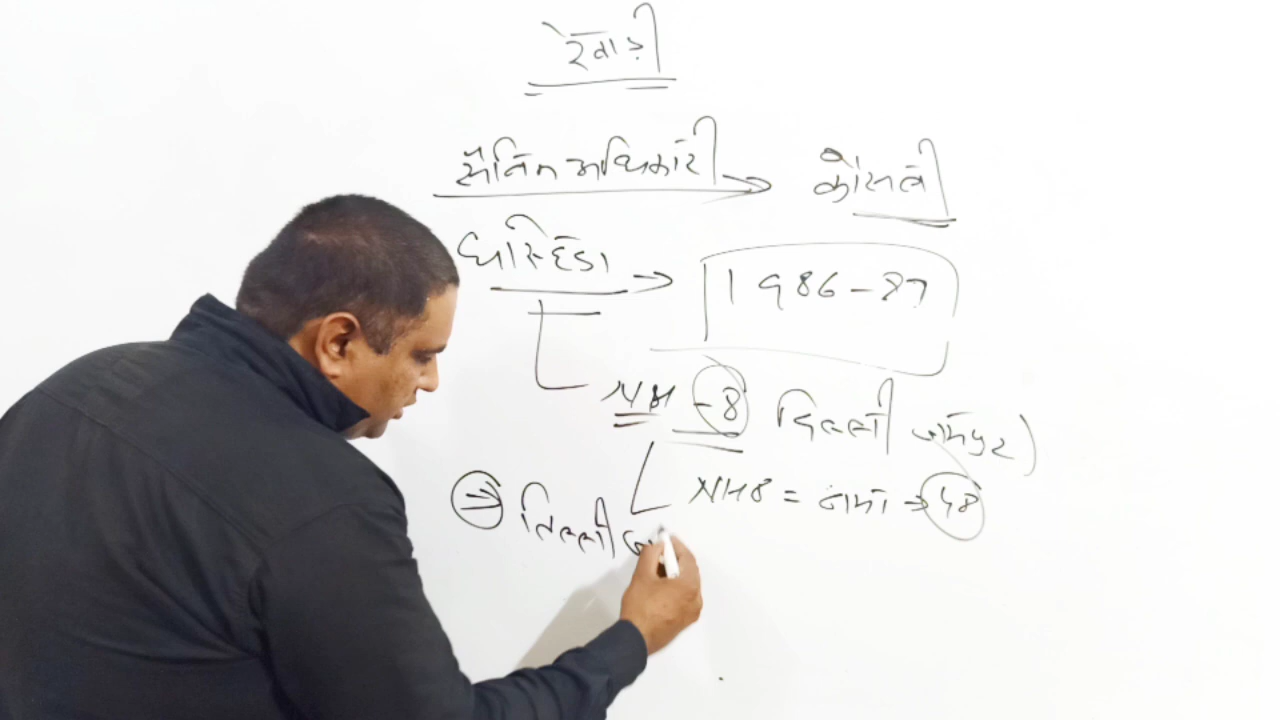 रेवाड़ी
सैनिक अधिकारी → कोसली
धारूहेड़ा → 1986-87
NH-8 दिल्ली जयपुर)
NH8 = नया → 48
⇒ दिल्ली